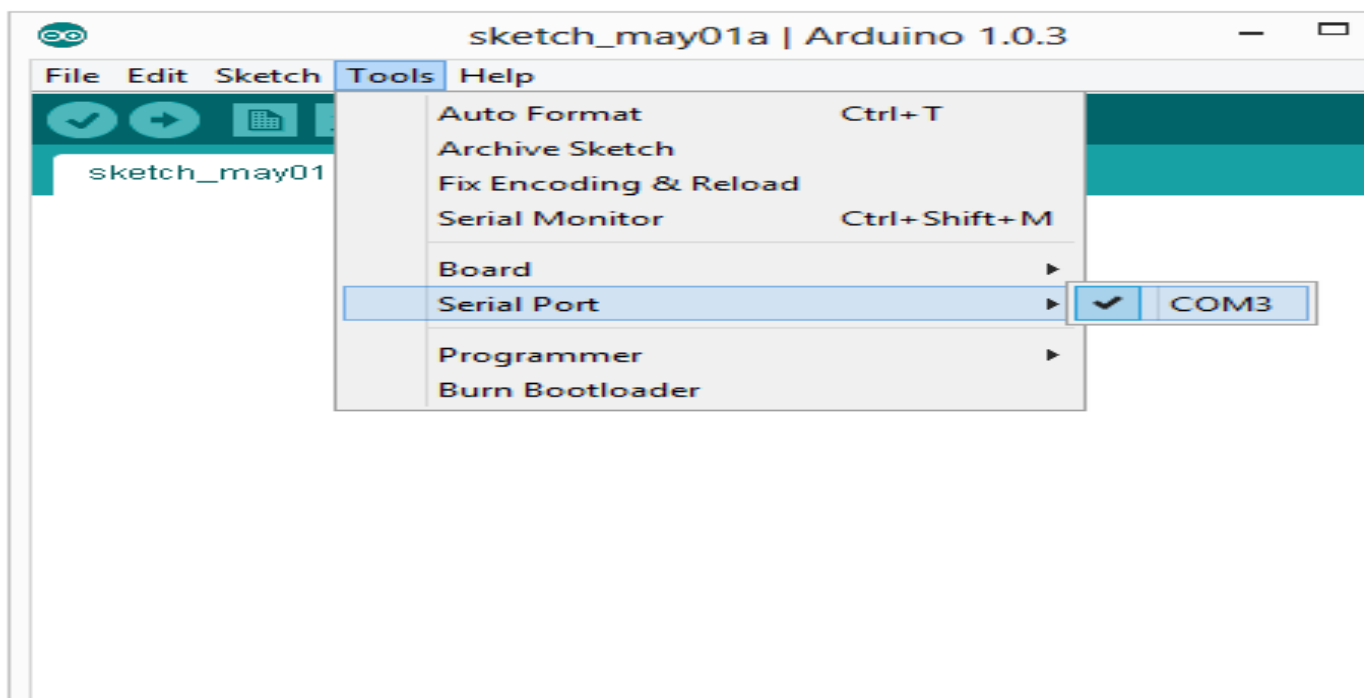 sketch_may01a | Arduino 1.0.3
File Edit Sketch Tools Help
Auto Format Ctrl+T
Archive Sketch
sketch_may01
Fix Encoding & Reload
Serial Monitor Ctrl+Shift+M
Board
Serial Port
COM3
Programmer
Burn Bootloader